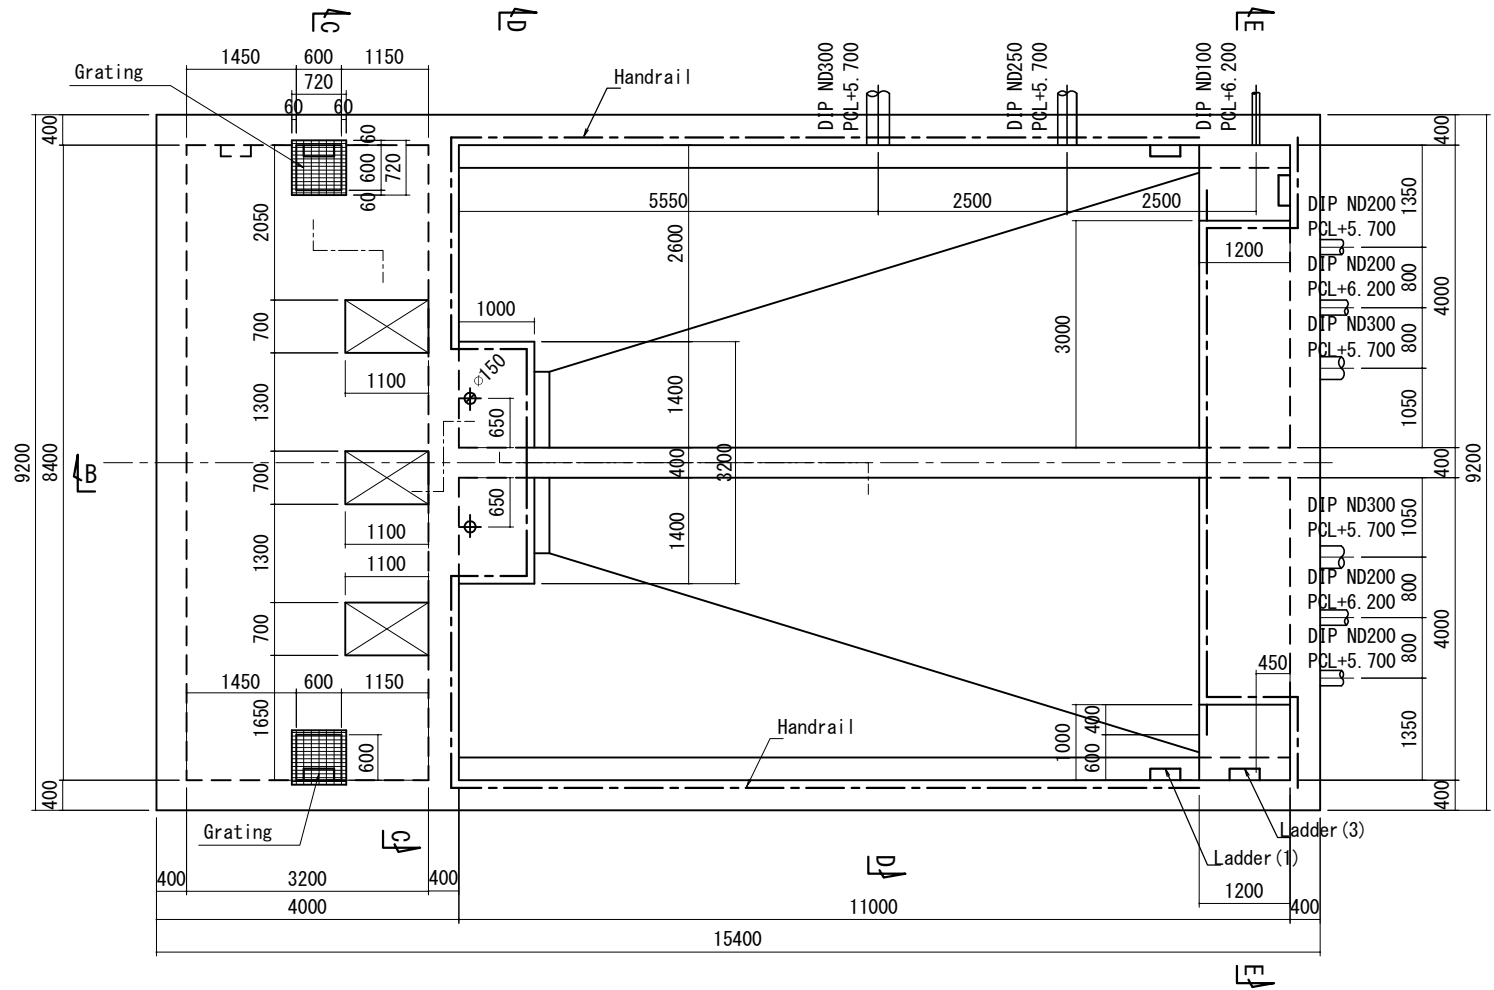 C
D
E
1450
600
1150
Grating
720
60
60
Handrail
DIP ND300
PCL+5.700
DIP ND250
PCL+5.700
DIP ND100
PCL+6.200
400
60
600
720
60
400
2050
2600
5550
2500
2500
1350
DIP ND200
PCL+5.700
1200
DIP ND200
PCL+6.200
800
4000
DIP ND300
PCL+5.700
800
1000
3000
700
1100
⌀150
1400
1300
650
1050
9200
8400
B
700
400
3200
400
9200
650
1100
1400
DIP ND300
PCL+5.700
1050
1300
1100
DIP ND200
PCL+6.200
800
4000
700
DIP ND200
PCL+5.700
800
450
1450
600
1150
1650
600
Handrail
1000
400
600
1350
400
400
Grating
C
D
Ladder(3)
Ladder(1)
400
3200
400
1200
4000
11000
400
15400
E